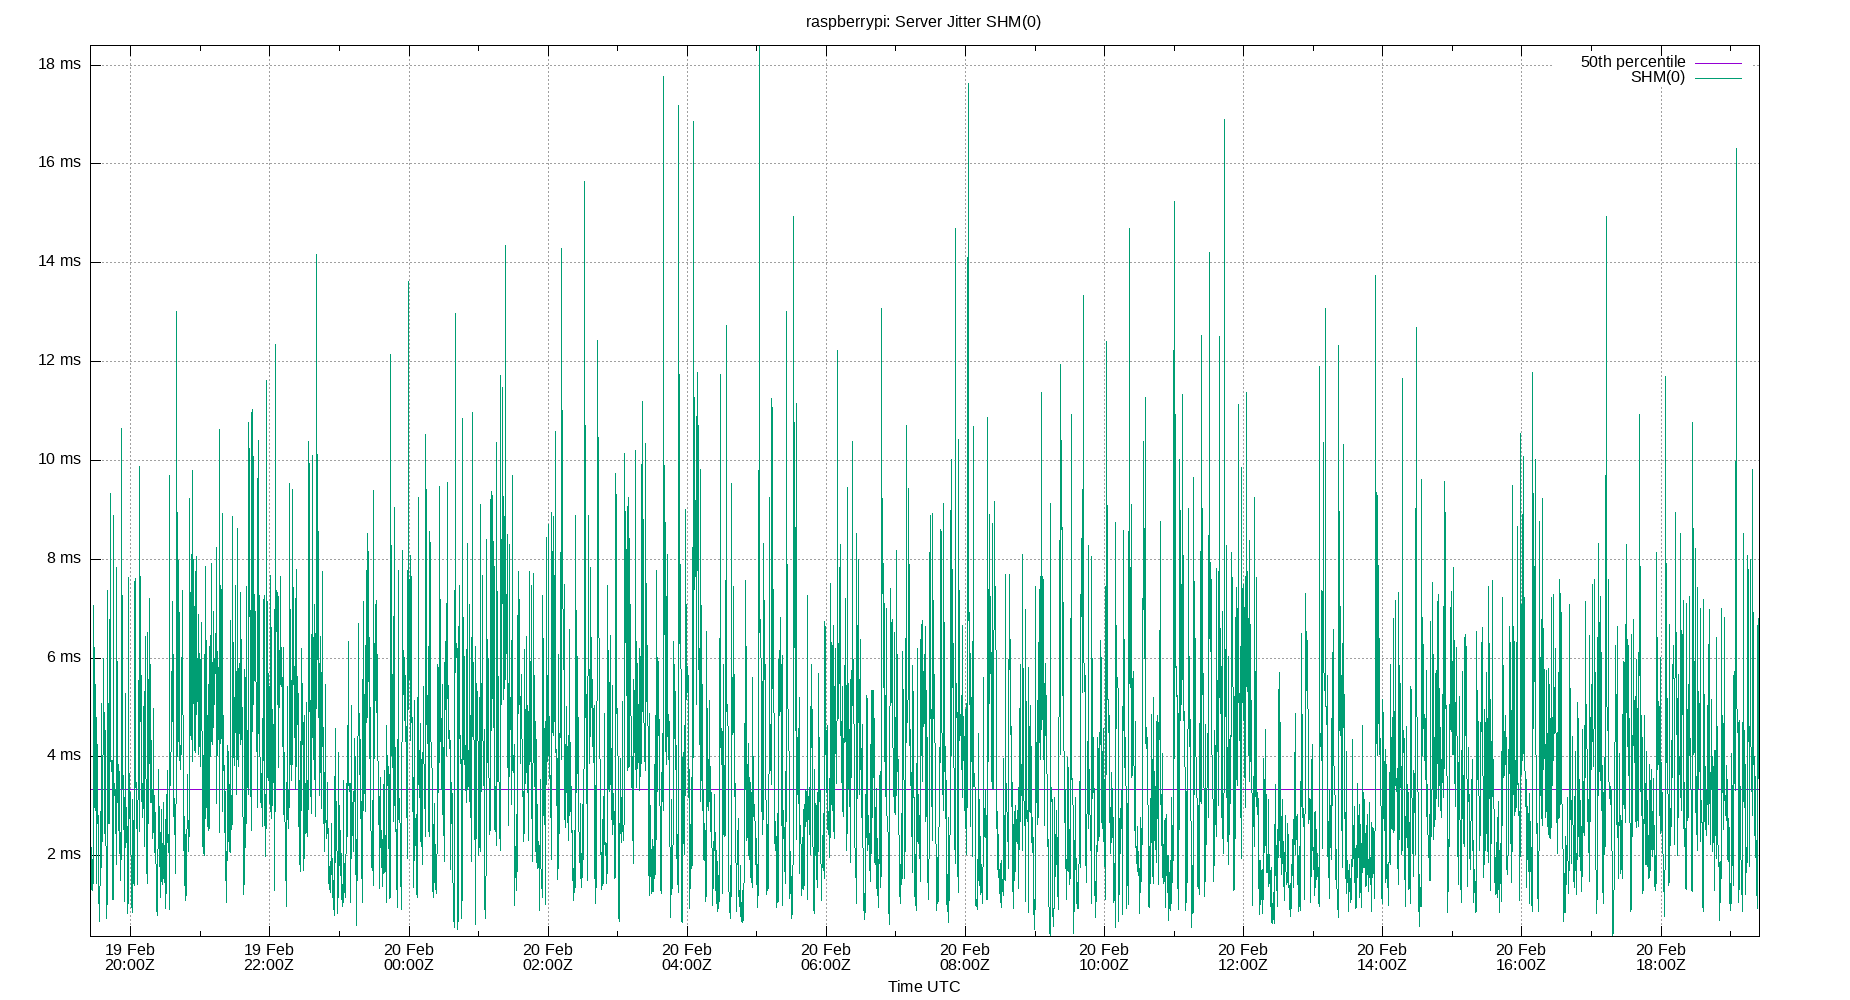 raspberrypi: Server Jitter SHM(0)
50th percentile
SHM(0)
18 ms
16 ms
14 ms
12 ms
10 ms
8 ms
6 ms
4 ms
2 ms
19 Feb 19 Feb 20 Feb 20 Feb 20 Feb 20 Feb 20 Feb 20 Feb 20 Feb 20 Feb 20 Feb 20 Feb
20:00Z 22:00Z 00:00Z 02:00Z 04:00Z 06:00Z 08:00Z 10:00Z 12:00Z 14:00Z 16:00Z 18:00Z
Time UTC